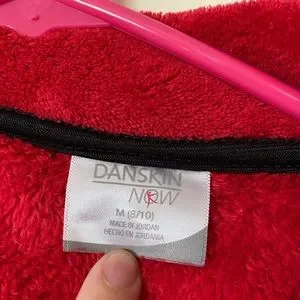 DANSKIN
NOW
M (8/10)
MADE IN JORDAN
HECHO EN JORDANIA